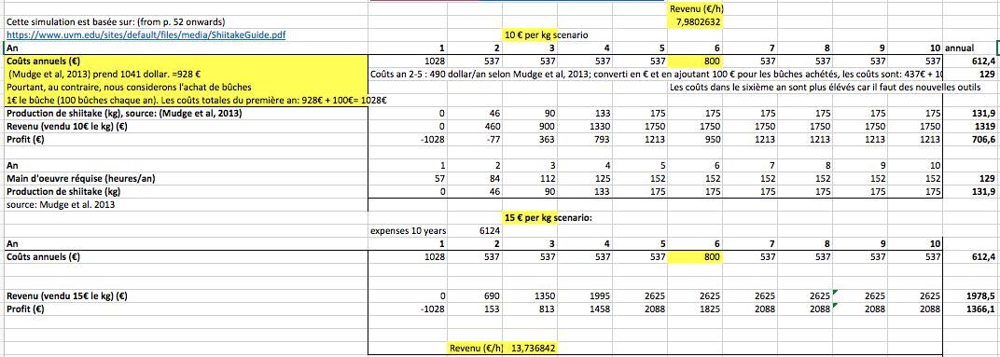 Revenu (€/h)
Cette simulation est basée sur: (from p. 52 onwards) 7,9802632
https://www.uvm.edu/sites/default/files/media/ShiitakeGuide.pdf 10 € per kg scenario
An 1 2 3 4 5 6 7 8 9 10 annual
Coûts annuels (€) 1028 537 537 537 537 800 537 537 537 537 612,4
(Mudge et al, 2013) prend 1041 dollar. =928 € Coûts an 2-5 : 490 dollar/an selon Mudge et al, 2013; converti en € et en ajoutant 100 € pour les bûches achétés, les coûts sont: 437€ + 10 129
Pourtant, au contraire, nous considerons l'achat de bûches Les coûts dans le sixième an sont plus élévés car il faut des nouvelles outils
1€ le bûche (100 bûches chaque an). Les coûts totales du première an: 928€ + 100€= 1028€
Production de shiitake (kg), source: (Mudge et al, 2013) 0 46 90 133 175 175 175 175 175 175 131,9
Revenu (vendu 10€ le kg) (€) 0 460 900 1330 1750 1750 1750 1750 1750 1750 1319
Profit (€) -1028 -77 363 793 1213 950 1213 1213 1213 1213 706,6
An 1 2 3 4 5 6 7 8 9 10
Main d'oeuvre réquise (heures/an) 57 84 112 125 152 152 152 152 152 152 129
Production de shiitake (kg) 0 46 90 133 175 175 175 175 175 175 131,9
source: Mudge et al. 2013
15 € per kg scenario:
expenses 10 years 6124
An 1 2 3 4 5 6 7 8 9 10
Coûts annuels (€) 1028 537 537 537 537 800 537 537 537 537 612,4
Revenu (vendu 15€ le kg) (€) 0 690 1350 1995 2625 2625 2625 2625 2625 2625 1978,5
Profit (€) -1028 153 813 1458 2088 1825 2088 2088 2088 2088 1366,1
Revenu (€/h) 13,736842